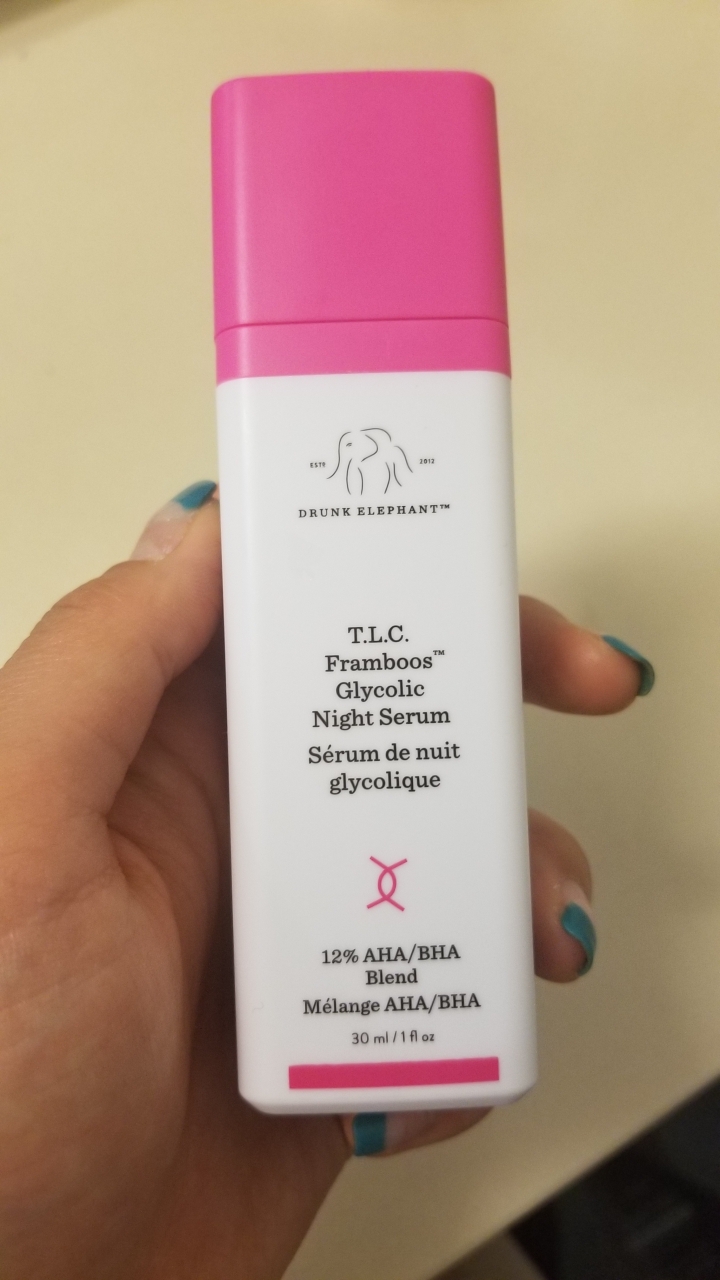 ESTD 2012
DRUNK ELEPHANT™
T.L.C.
Framboos™
Glycolic
Night Serum
Sérum de nuit
glycolique
12% AHA/BHA
Blend
Mélange AHA/BHA
30 ml / 1 fl oz